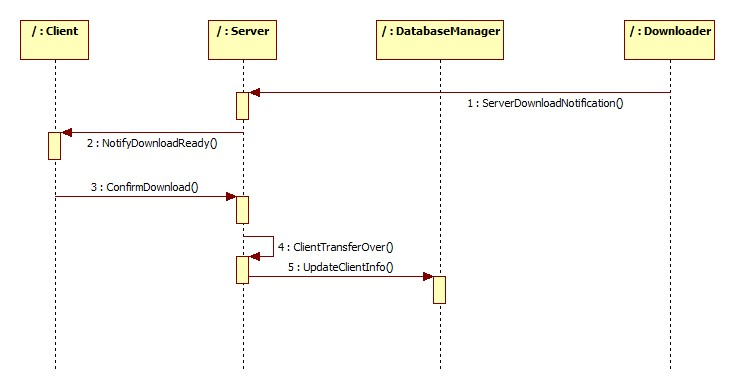 / : Client
/ : Server
/ : DatabaseManager
/ : Downloader
1 : ServerDownloadNotification()
2 : NotifyDownloadReady()
3 : ConfirmDownload()
4 : ClientTransferOver()
5 : UpdateClientInfo()